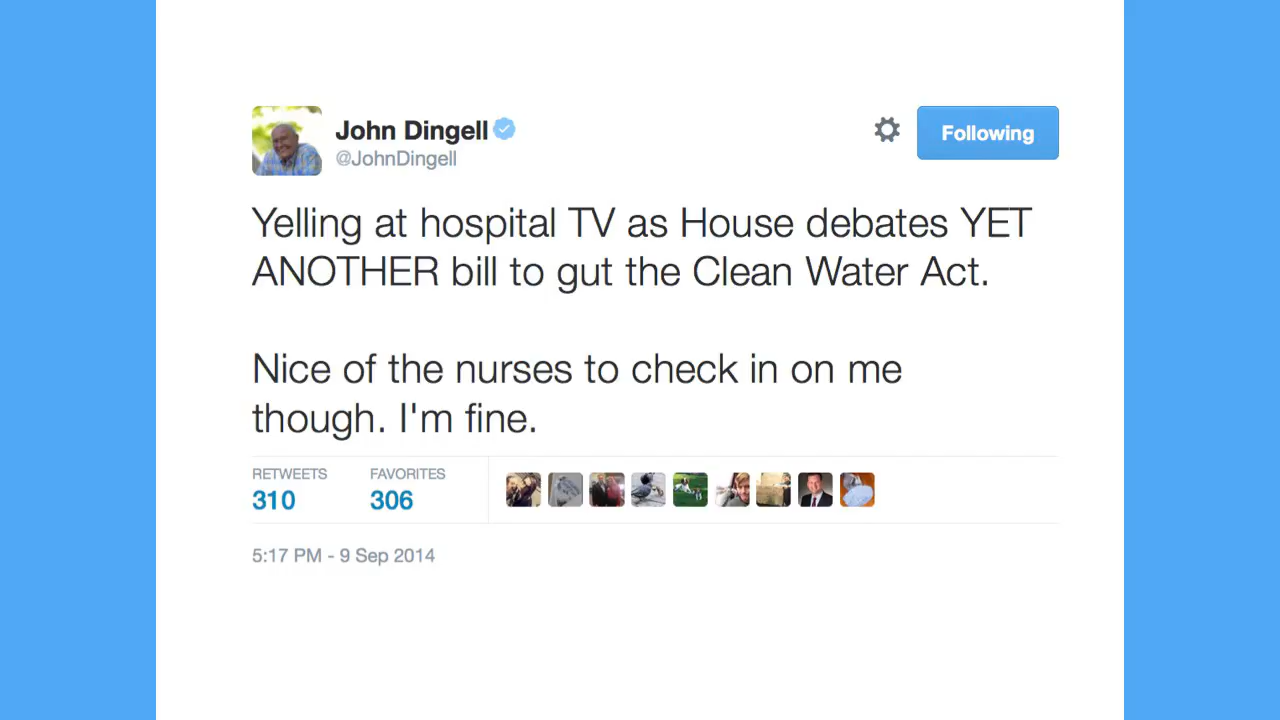 John Dingell
@JohnDingell
Following
Yelling at hospital TV as House debates YET
ANOTHER bill to gut the Clean Water Act.
Nice of the nurses to check in on me
though. I'm fine.
RETWEETS FAVORITES
310 306
5:17 PM - 9 Sep 2014